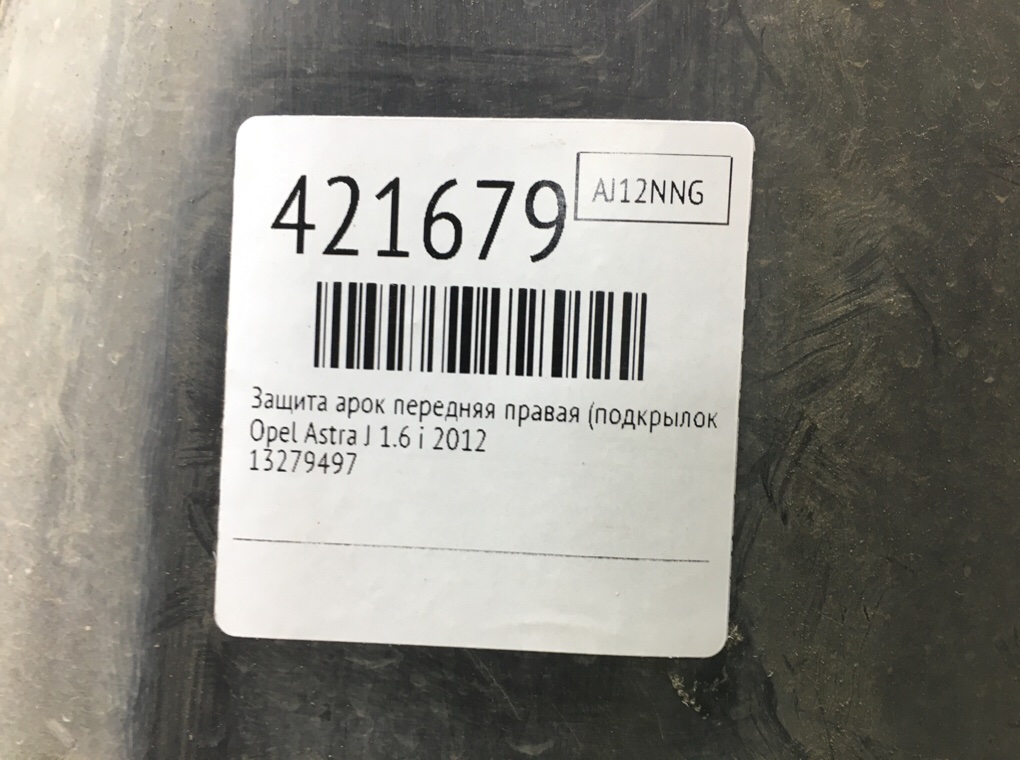 421679
AJ12NNG
Защита арок передняя правая (подкрылок
Opel Astra J 1.6 i 2012
13279497